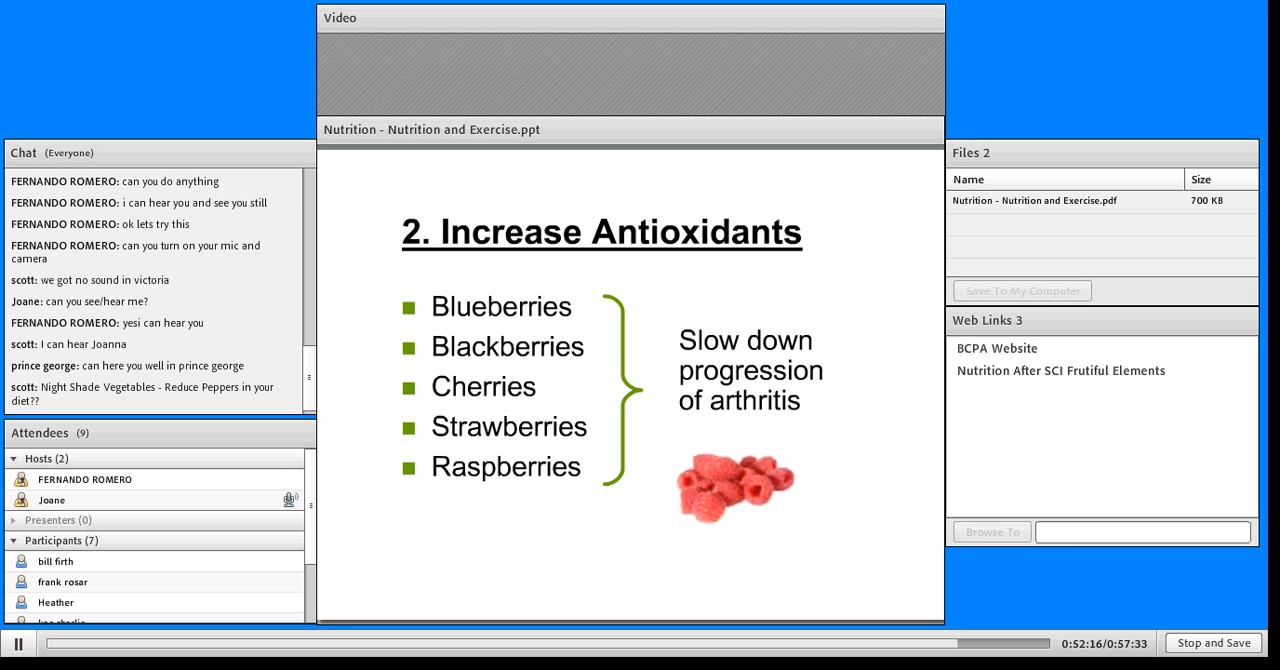 Video
Nutrition - Nutrition and Exercise.ppt
2. Increase Antioxidants
Blueberries
Blackberries
Cherries
Strawberries
Raspberries
Slow down
progression
of arthritis
Chat (Everyone)
FERNANDO ROMERO: can you do anything
FERNANDO ROMERO: i can hear you and see you still
FERNANDO ROMERO: ok lets try this
FERNANDO ROMERO: can you turn on your mic and
camera
scott: we got no sound in victoria
Joane: can you see/hear me?
FERNANDO ROMERO: yesi can hear you
scott: I can hear Joanna
prince george: can here you well in prince george
scott: Night Shade Vegetables - Reduce Peppers in your
diet??
Attendees (9)
Hosts (2)
FERNANDO ROMERO
Joane
Presenters (0)
Participants (7)
bill firth
frank rosar
Heather
Files 2
Name Size
Nutrition - Nutrition and Exercise.pdf 700 KB
Save To My Computer
Web Links 3
BCPA Website
Nutrition After SCI Frutiful Elements
Browse To
0:52:16/0:57:33
Stop and Save